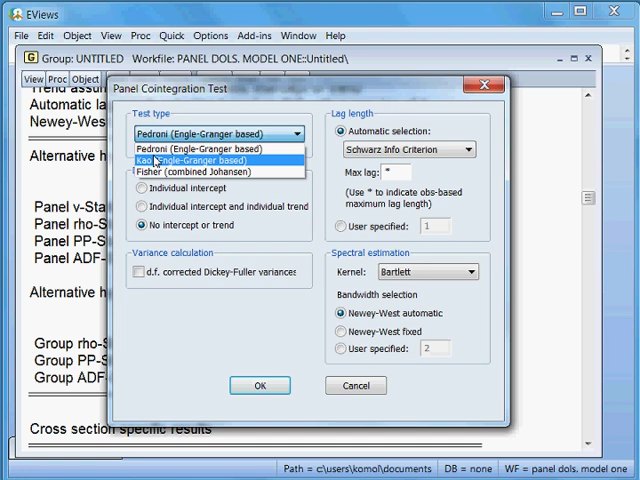 EViews
File Edit Object View Proc Quick Options Add-ins Window Help
G Group: UNTITLED Workfile: PANEL DOLS. MODEL ONE::Untitled\
View Proc Object
Panel Cointegration Test
Automatic la
Newey-West
Alternative h
Panel v-Sta
Panel rho-S
Panel PP-S
Panel ADF-
Alternative h
Group rho-S
Group PP-S
Group ADF-
Cross section specific results
Test type
Pedroni (Engle-Granger based)
Pedroni (Engle-Granger based)
Kao (Engle-Granger based)
Fisher (combined Johansen)
Individual intercept
Individual intercept and individual trend
No intercept or trend
Variance calculation
d.f. corrected Dickey-Fuller variances
Lag length
Automatic selection:
Schwarz Info Criterion
Max lag: *
(Use * to indicate obs-based
maximum lag length)
User specified: 1
Spectral estimation
Kernel: Bartlett
Bandwidth selection
Newey-West automatic
Newey-West fixed
User specified: 2
OK Cancel
Path = c:\users\komol\documents DB = none WF = panel dols. model one